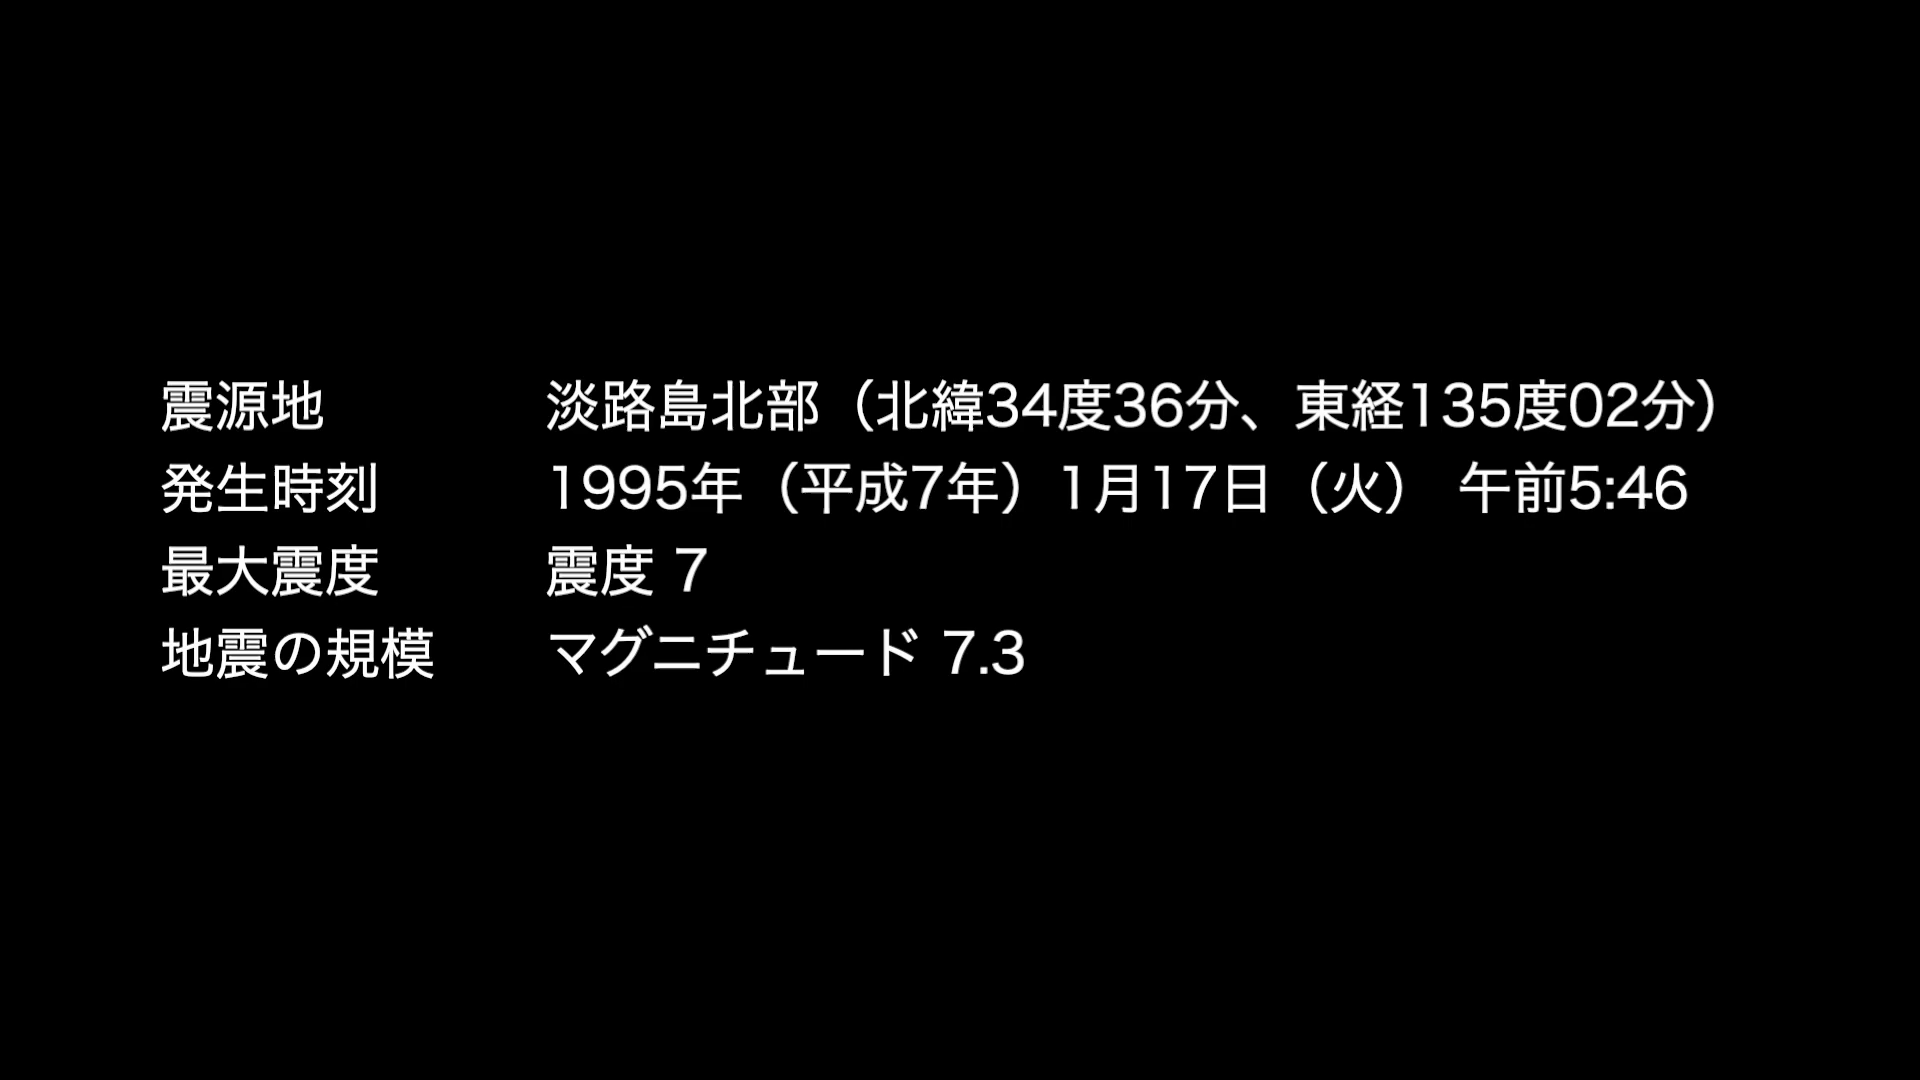 震源地 淡路島北部（北緯34度36分、東経135度02分）
発生時刻 1995年（平成7年）1月17日（火） 午前5:46
最大震度 震度 7
地震の規模 マグニチュード 7.3